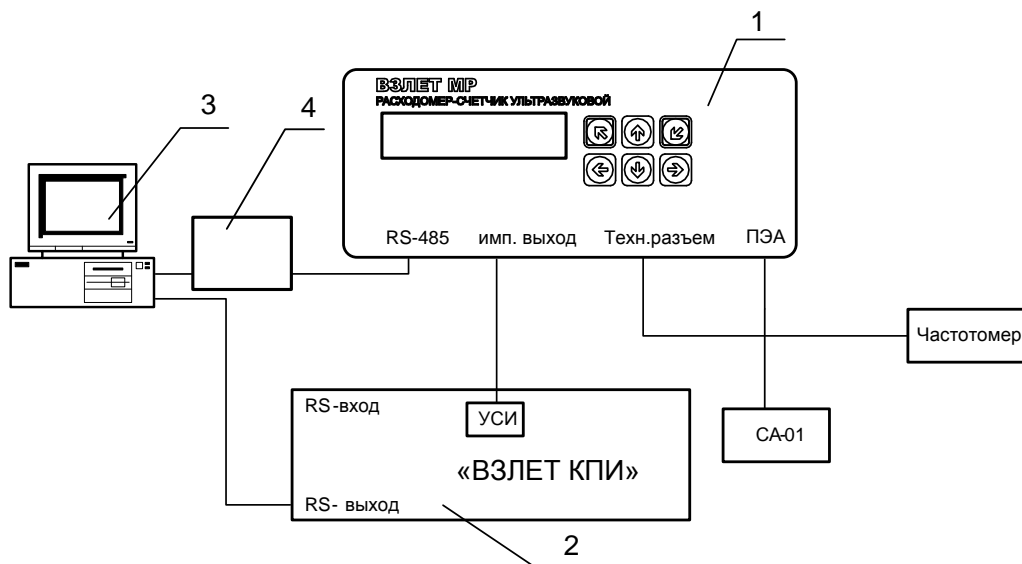 1
ВЗЛЕТ МР
РАСХОДОМЕР-СЧЕТЧИК УЛЬТРАЗВУКОВОЙ
3
4
RS-485 имп. выход Техн.разъем ПЭА
Частотомер
RS-вход
УСИ
СА-01
«ВЗЛЕТ КПИ»
RS- выход
2